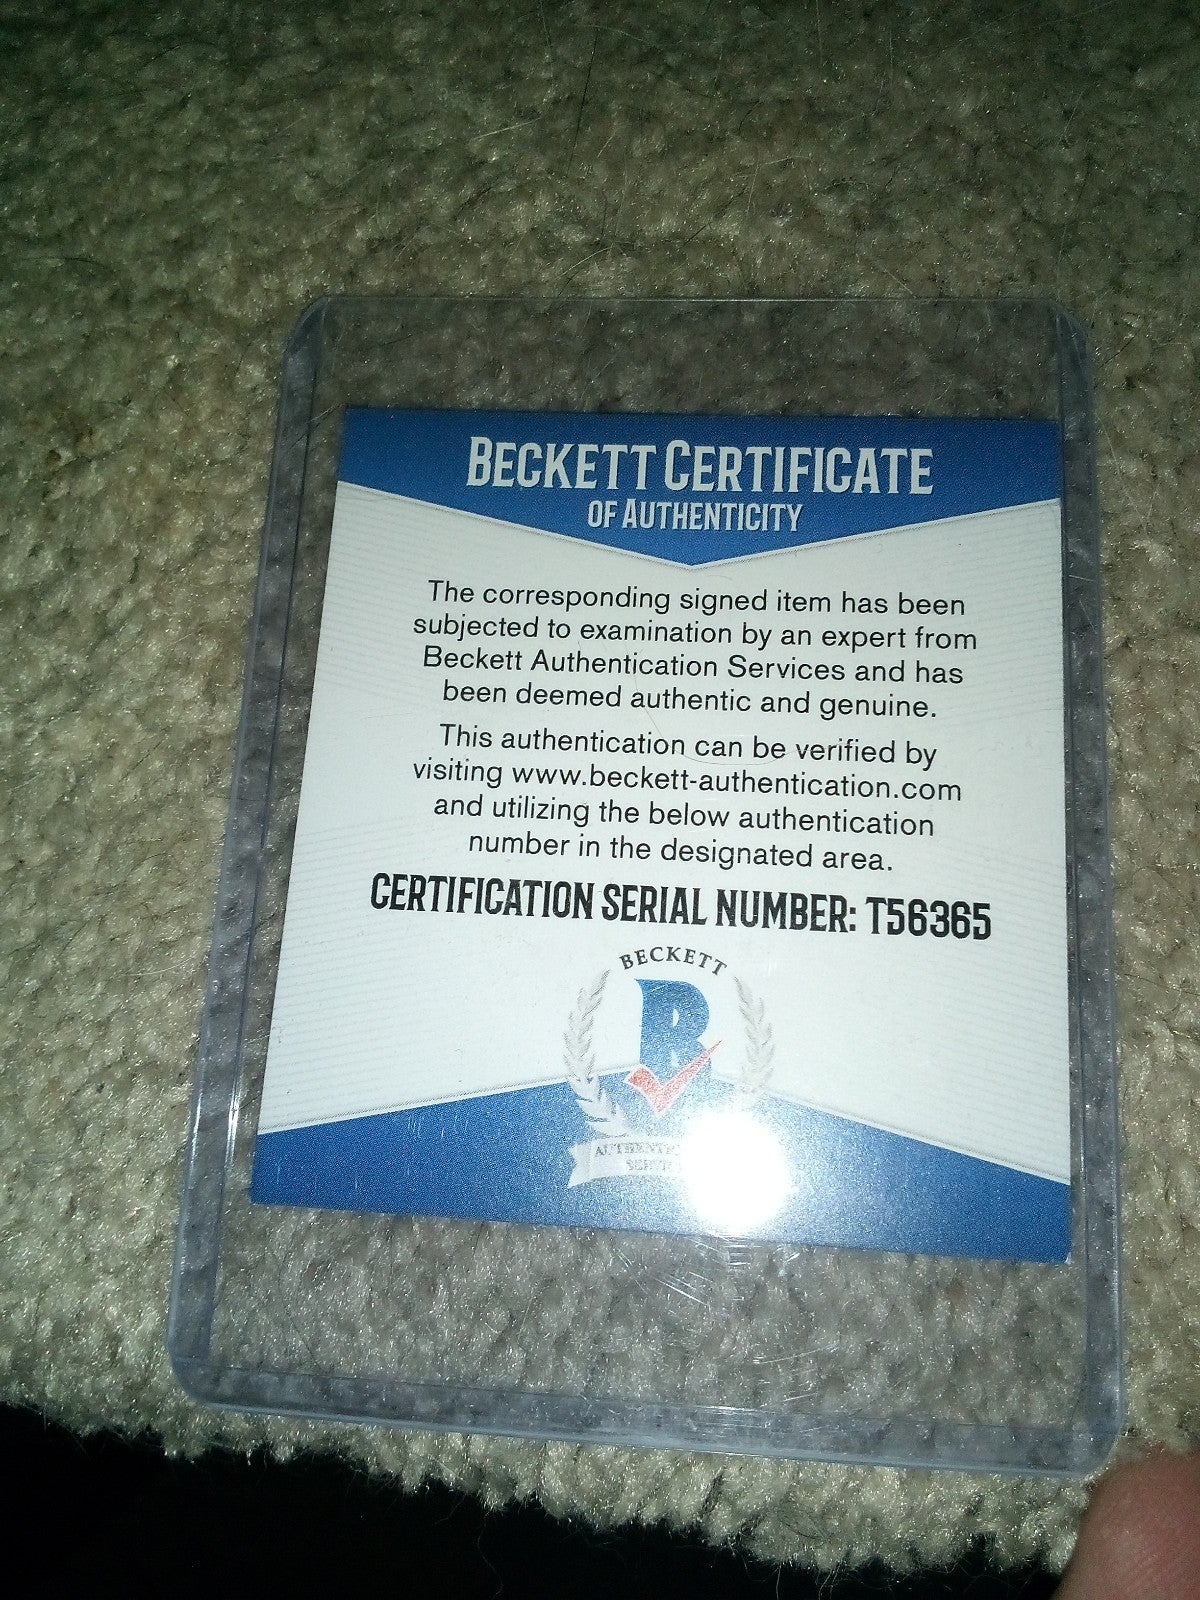 BECKETT CERTIFICATE
OF AUTHENTICITY
The corresponding signed item has been
subjected to examination by an expert from
Beckett Authentication Services and has
been deemed authentic and genuine.
This authentication can be verified by
visiting www.beckett-authentication.com
and utilizing the below authentication
number in the designated area.
CERTIFICATION SERIAL NUMBER: T56365
BECKETT
B